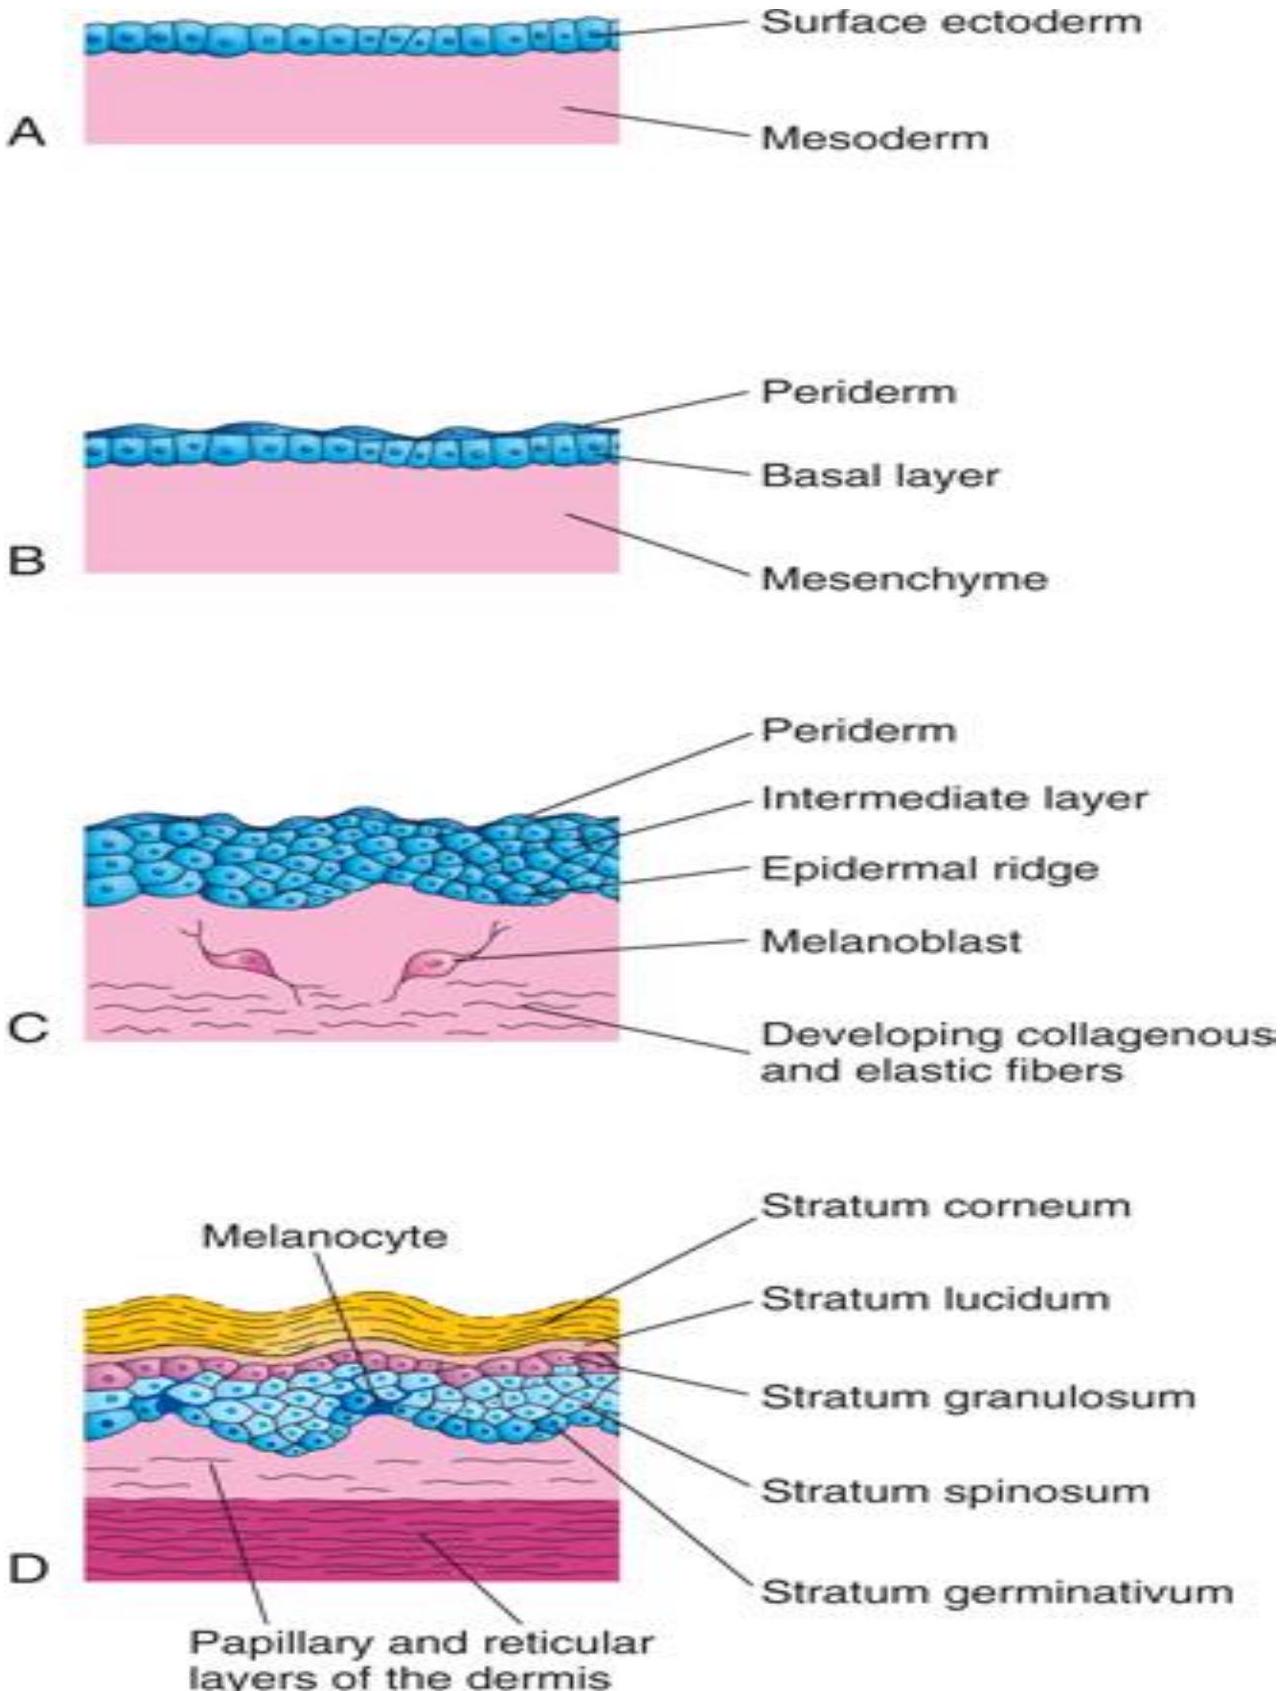 Surface ectoderm
A
Mesoderm
Periderm
Basal layer
B
Mesenchyme
Periderm
Intermediate layer
Epidermal ridge
Melanoblast
C
Developing collagenous
and elastic fibers
Stratum corneum
Melanocyte
Stratum lucidum
Stratum granulosum
Stratum spinosum
D
Stratum germinativum
Papillary and reticular
layers of the dermis